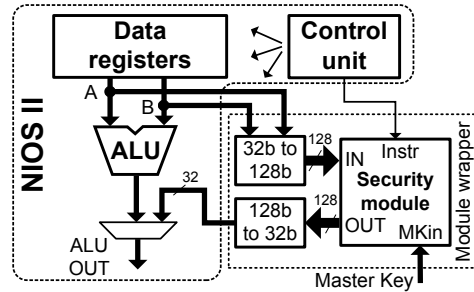 Data
registers
Control
unit
NIOS II
A
B
ALU
32b to
128b
128
IN
Instr
Security
module
32
128b
to 32b
128
OUT
MKin
Module wrapper
ALU
OUT
Master Key